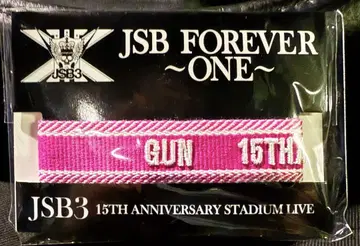 JSB3
JSB FOREVER
~ONE~
GUN 15TH
JSB3 15TH ANNIVERSARY STADIUM LIVE